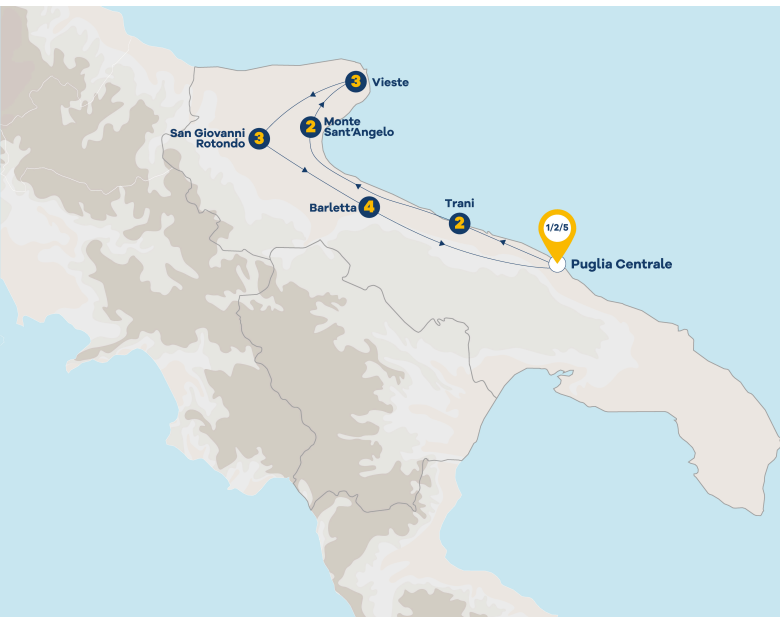 3
Vieste
2
Monte
Sant'Angelo
San Giovanni
Rotondo
3
Barletta
4
Trani
2
1/2/5
Puglia Centrale